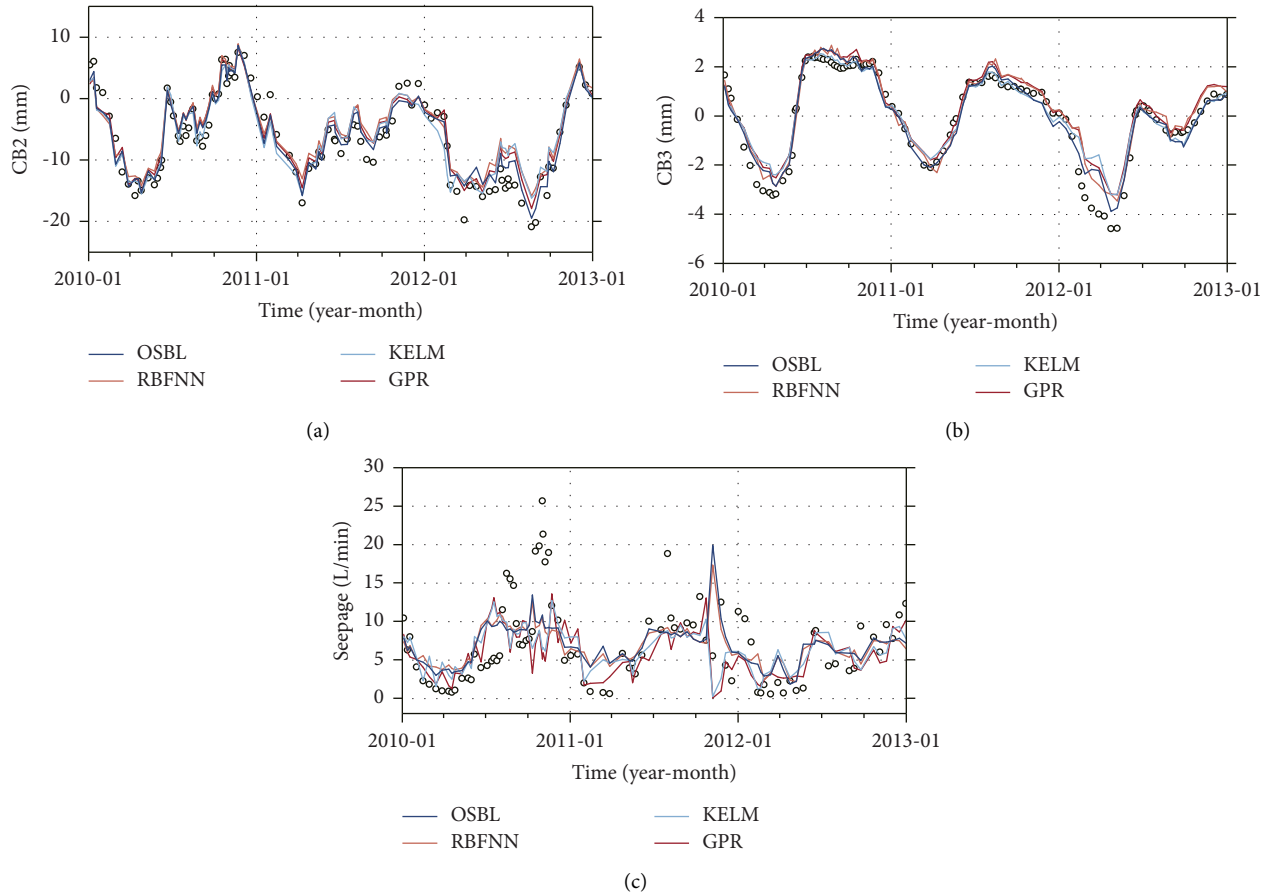 CB2 (mm)
10
0
-10
-20
2010-01 2011-01 2012-01 2013-01
Time (year-month)
OSBL KELM
RBFNN GPR
(a)
CB3 (mm)
4
2
0
-2
-4
-6
2010-01 2011-01 2012-01 2013-01
Time (year-month)
OSBL KELM
RBFNN GPR
(b)
Seepage (L/min)
30
25
20
15
10
5
0
2010-01 2011-01 2012-01 2013-01
Time (year-month)
OSBL KELM
RBFNN GPR
(c)